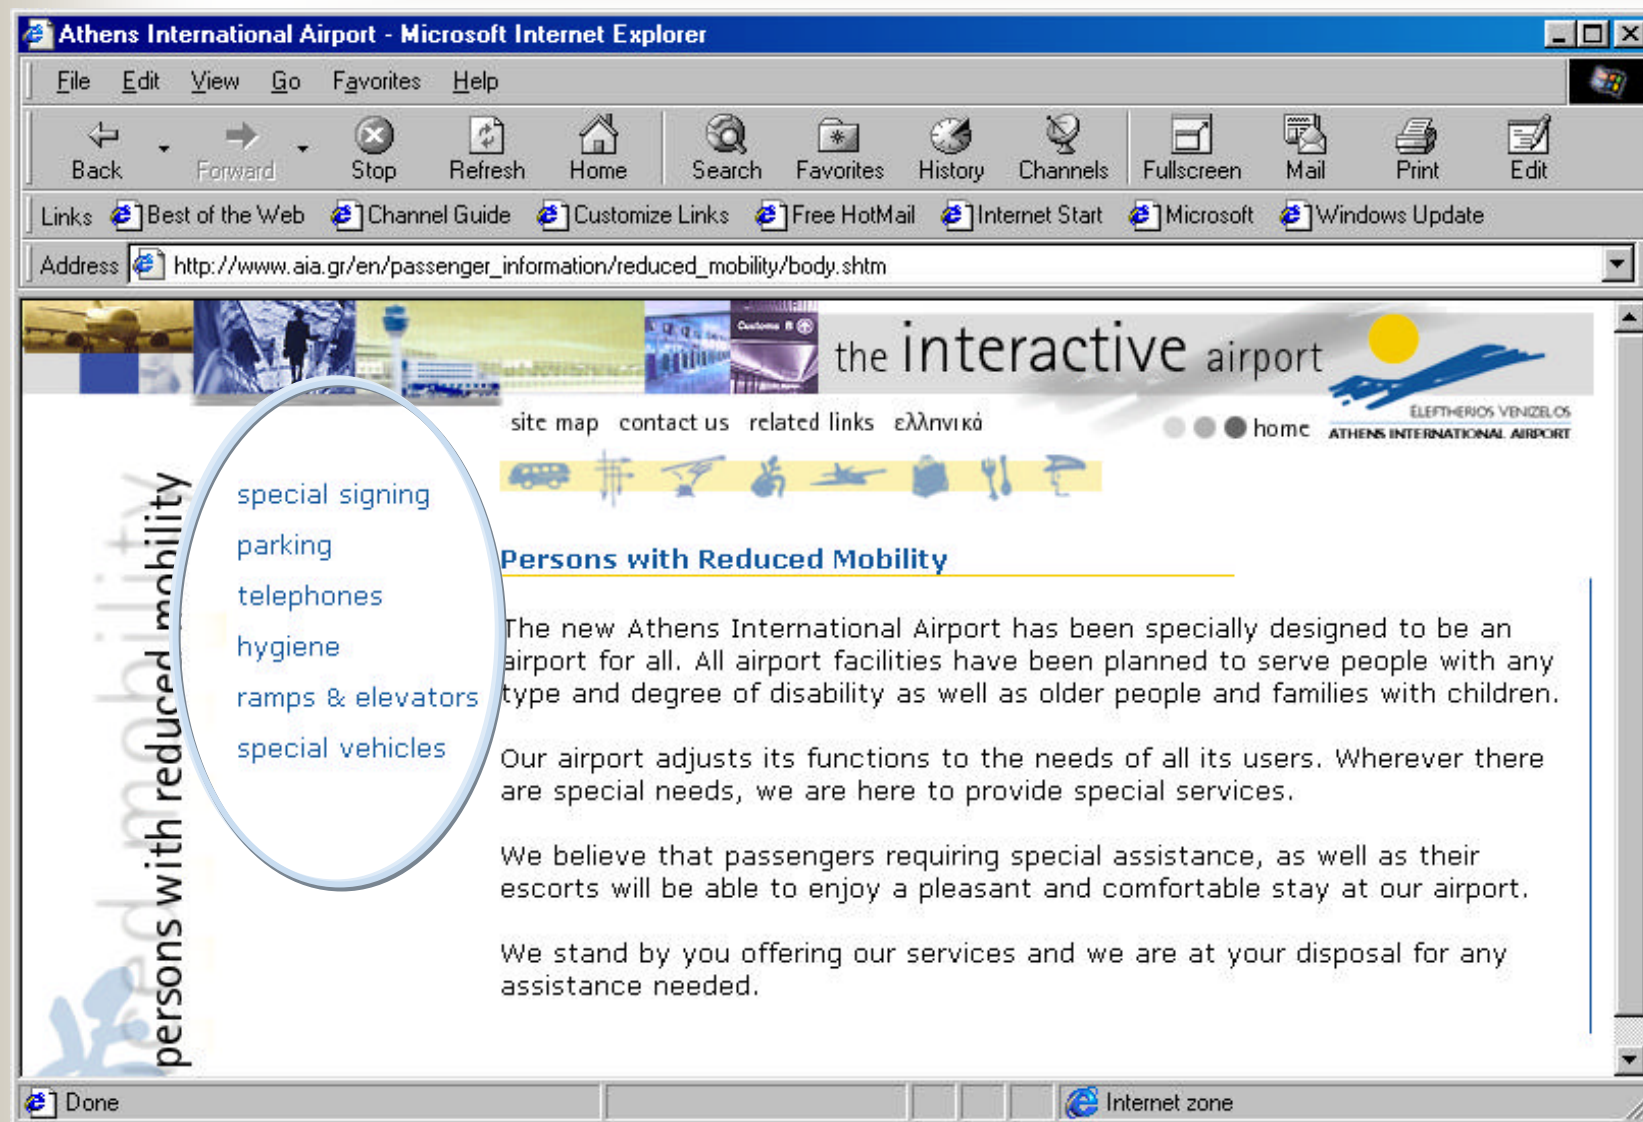 Athens International Airport - Microsoft Internet Explorer
File Edit View Go Favorites Help
Back Forward Stop Refresh Home Search Favorites History Channels Fullscreen Mail Print Edit
Links Best of the Web Channel Guide Customize Links Free HotMail Internet Start Microsoft Windows Update
Address http://www.aia.gr/en/passenger_information/reduced_mobility/body.shtm
Customs B
the interactive airport
ELEFTHERIOS VENIZELOS
ATHENS INTERNATIONAL AIRPORT
site map contact us related links ελληνικά
home
persons with reduced mobility
special signing
parking
telephones
hygiene
ramps & elevators
special vehicles
Persons with Reduced Mobility
The new Athens International Airport has been specially designed to be an
airport for all. All airport facilities have been planned to serve people with any
type and degree of disability as well as older people and families with children.
Our airport adjusts its functions to the needs of all its users. Wherever there
are special needs, we are here to provide special services.
We believe that passengers requiring special assistance, as well as their
escorts will be able to enjoy a pleasant and comfortable stay at our airport.
We stand by you offering our services and we are at your disposal for any
assistance needed.
ced mobility
Done
Internet zone